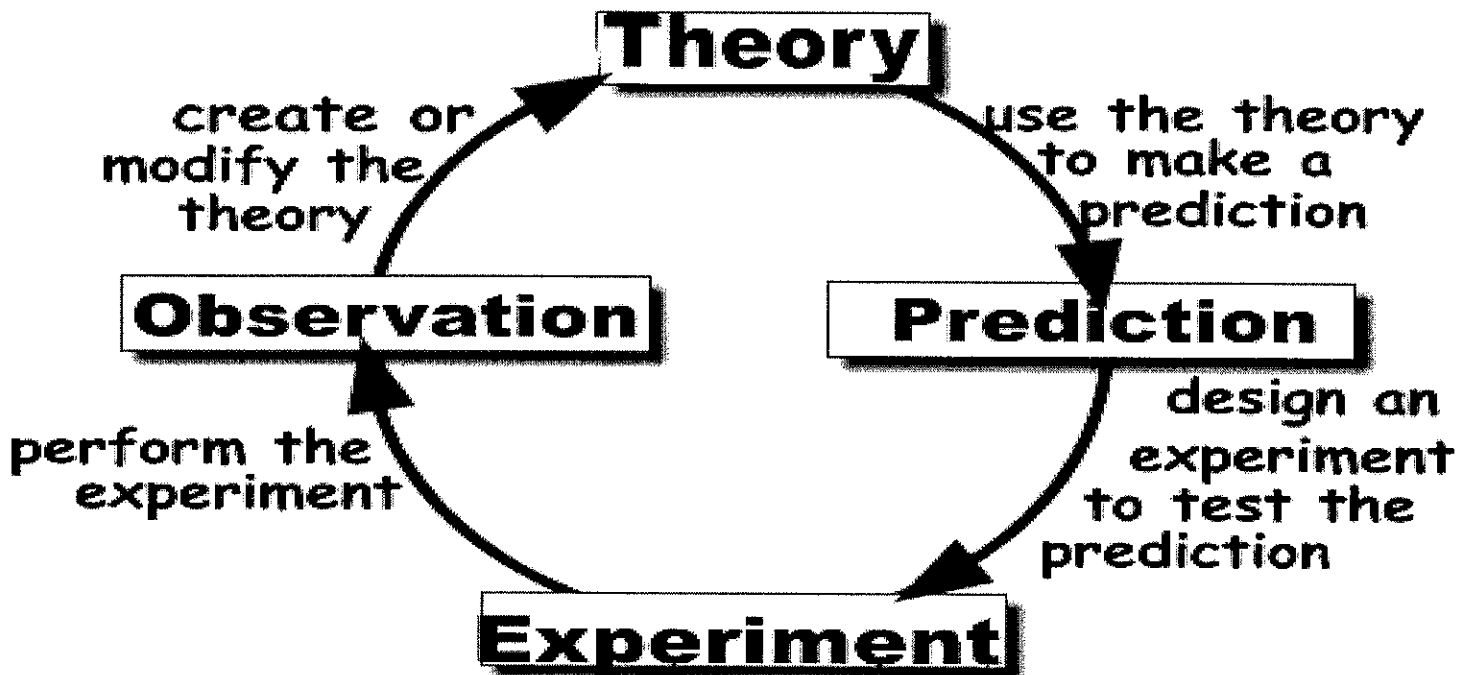 Theory
create or
modify the
theory
use the theory
to make a
prediction
Observation
Prediction
perform the
experiment
design an
experiment
to test the
prediction
Experiment